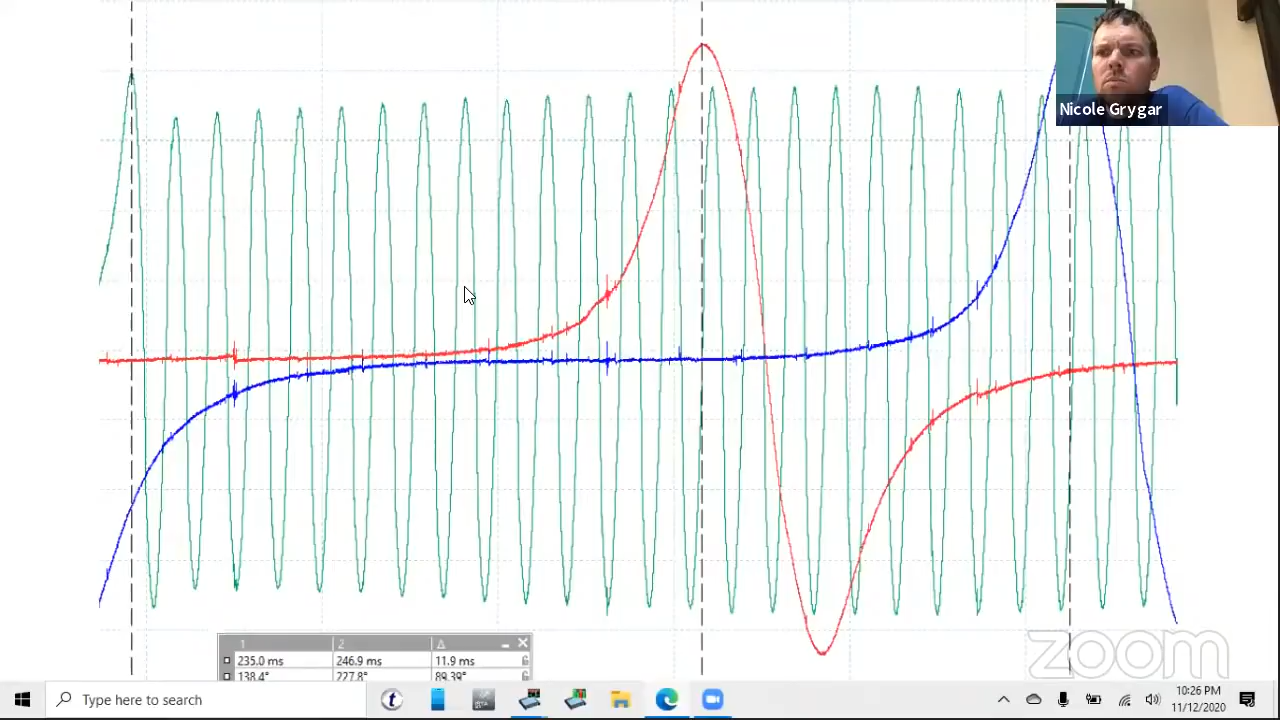 Nicole Grygar
1 2 Δ
235.0 ms 246.9 ms 11.9 ms
138.4° 227.8° 89.39°
zoom
Type here to search
10:26 PM
11/12/2020